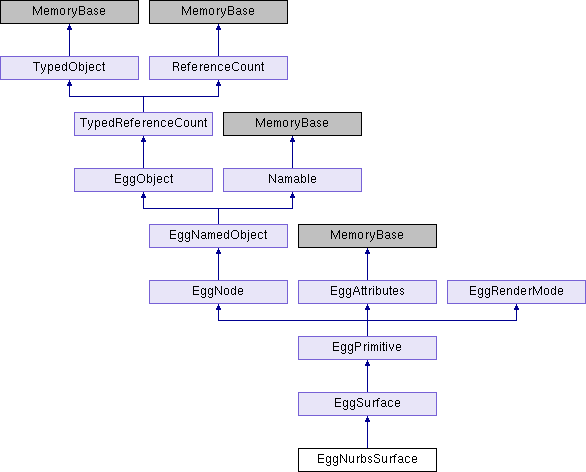 MemoryBase
MemoryBase
TypedObject
ReferenceCount
TypedReferenceCount
MemoryBase
EggObject
Namable
EggNamedObject
MemoryBase
EggNode
EggAttributes
EggRenderMode
EggPrimitive
EggSurface
EggNurbsSurface